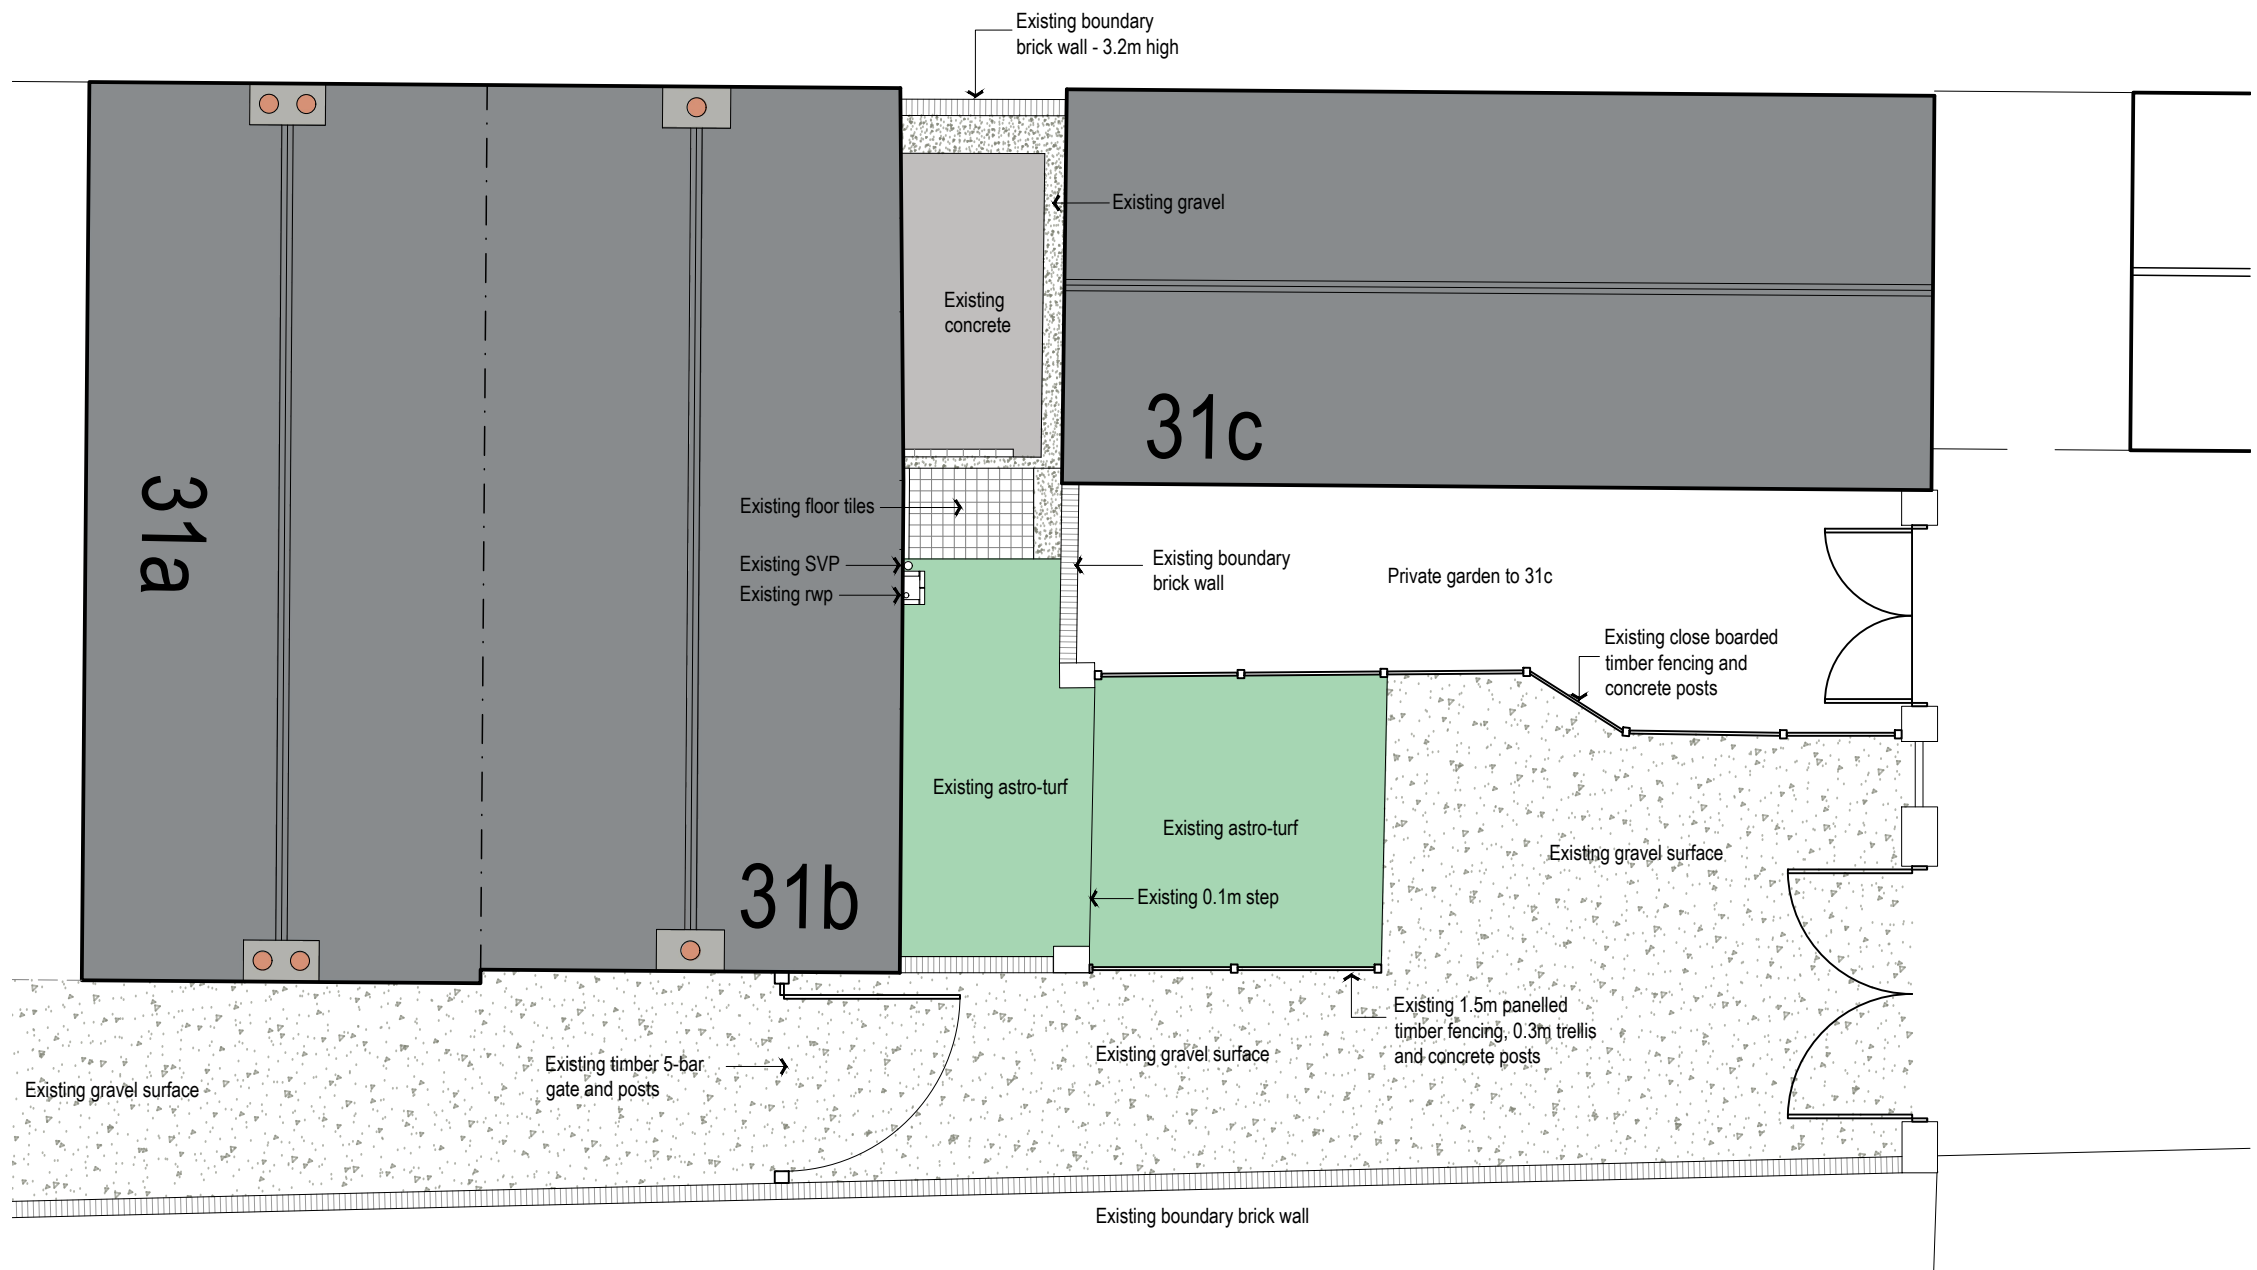 Existing boundary
brick wall - 3.2m high
Existing gravel
Existing
concrete
31c
31a
Existing floor tiles
Existing SVP
Existing rwp
Existing boundary
brick wall
Private garden to 31c
Existing close boarded
timber fencing and
concrete posts
Existing astro-turf
Existing astro-turf
Existing gravel surface
31b
Existing 0.1m step
Existing 1.5m panelled
timber fencing, 0.3m trellis
and concrete posts
Existing gravel surface
Existing timber 5-bar
gate and posts
Existing gravel surface
Existing boundary brick wall